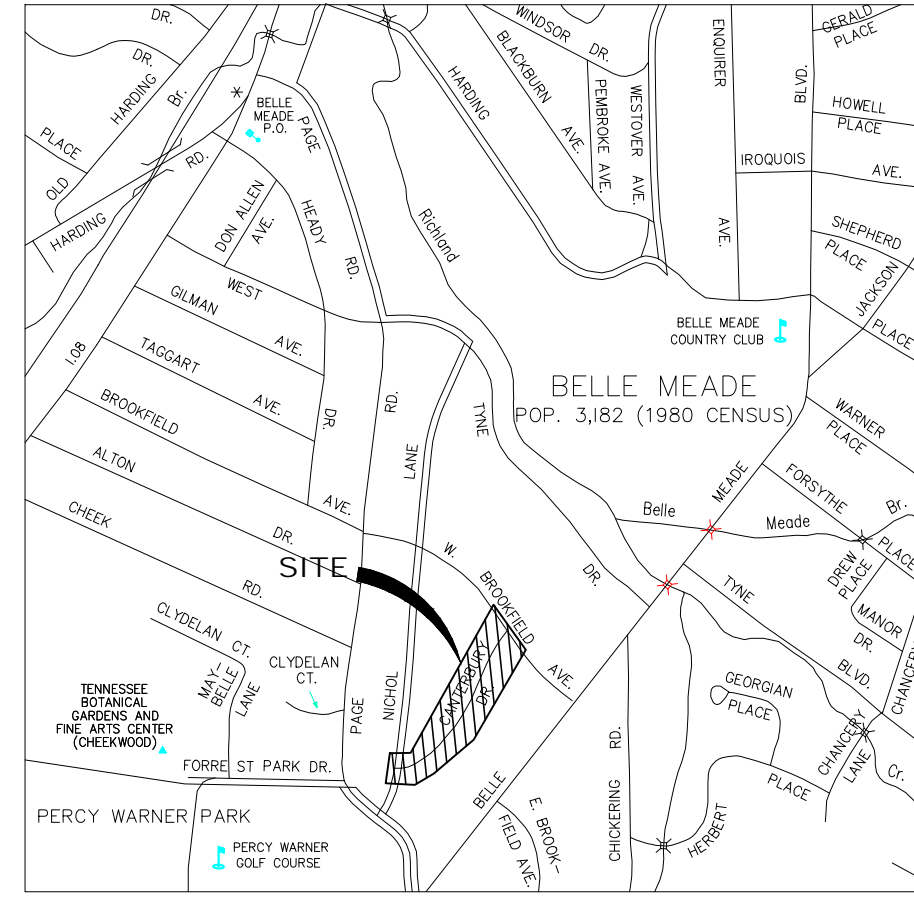 DR.
DR.
HARDING
Br.
OLD
PLACE
HARDING
RD.
BELLE
MEADE
P.O.
PAGE
RD.
HEADY
DR.
DON ALLEN
AVE.
WEST
GILMAN
AVE.
TAGGART
AVE.
BROOKFIELD
AVE.
1.08
ALTON
DR.
CHEEK
RD.
SITE
CLYDELAN CT.
CLYDELAN
CT.
MAY-
BELLE
LANE
TENNESSEE
BOTANICAL
GARDENS AND
FINE ARTS CENTER
(CHEEKWOOD)
FORREST PARK DR.
PERCY WARNER PARK
PERCY WARNER
GOLF COURSE
PAGE
RD.
NICHOL
LANE
CANTERBURY
DR.
W.
BROOKFIELD
AVE.
TYNE
DR.
Richland
HARDING
WINDSOR DR.
BLACKBURN
AVE.
PEMBROKE AVE.
WESTOVER AVE.
ENQUIRER
AVE.
BLVD.
GERALD
PLACE
HOWELL
PLACE
IROQUOIS
AVE.
SHEPHERD
PLACE
JACKSON
PLACE
BELLE MEADE
COUNTRY CLUB
BELLE MEADE
POP. 3,182 (1980 CENSUS)
WARNER
PLACE
FORSYTHE
PLACE
MEADE
Belle
Meade
Br.
DREW
PLACE
MANOR
DR.
TYNE
BLVD.
CHANCERY
CHANCERY
LANE
Cr.
GEORGIAN
PLACE
HERBERT
PLACE
CHICKERING RD.
BELLE
E. BROOK-
FIELD AVE.